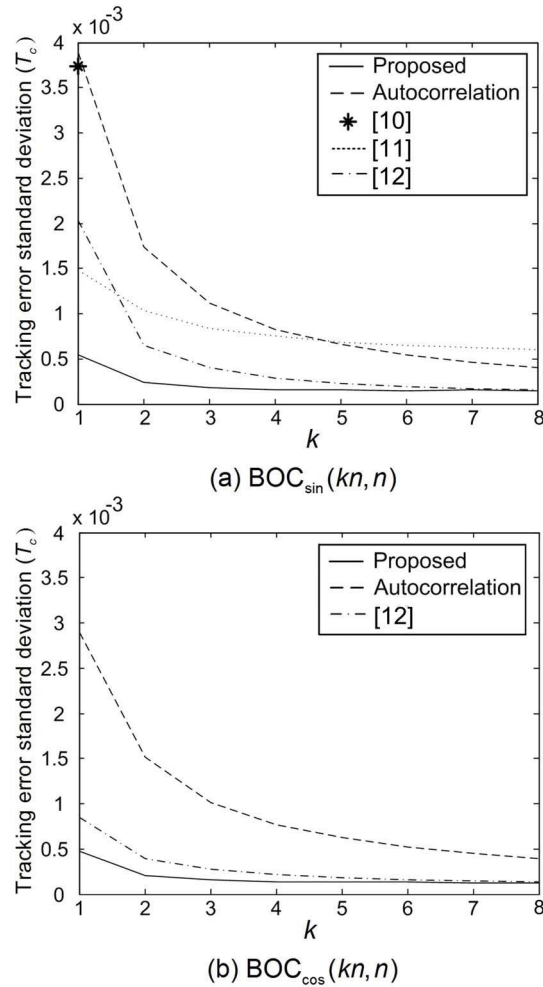 × 10⁻³
Tracking error standard deviation (T_c)
4
3.5
3
2.5
2
1.5
1
0.5
0
Proposed
Autocorrelation
[10]
[11]
[12]
1 2 3 4 5 6 7 8
k
(a) BOC_sin(kn, n)
× 10⁻³
Tracking error standard deviation (T_c)
4
3.5
3
2.5
2
1.5
1
0.5
0
Proposed
Autocorrelation
[12]
1 2 3 4 5 6 7 8
k
(b) BOC_cos(kn, n)